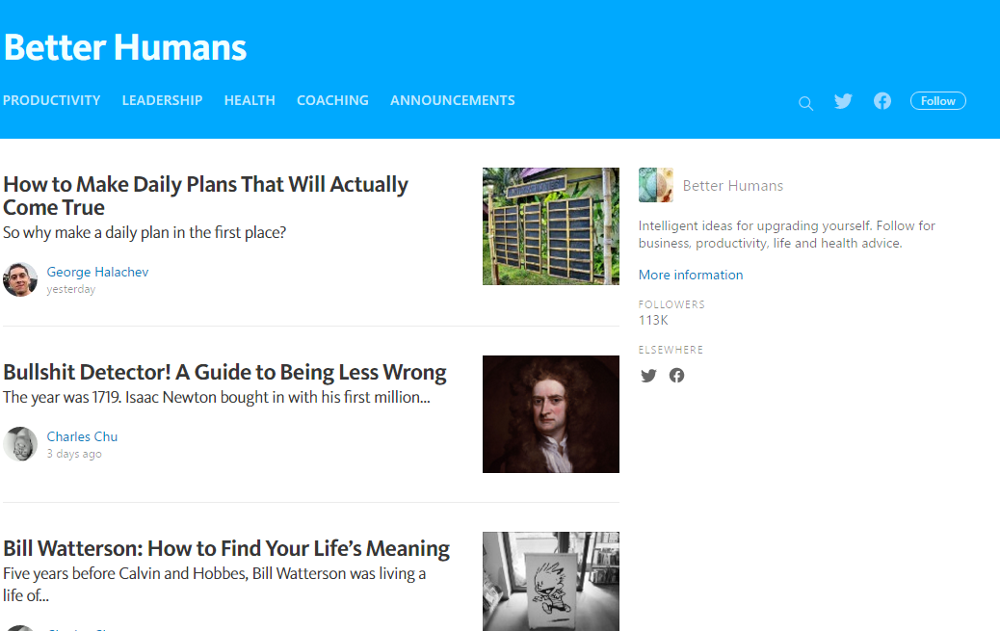 Better Humans
PRODUCTIVITY LEADERSHIP HEALTH COACHING ANNOUNCEMENTS
Follow
How to Make Daily Plans That Will Actually
Come True
So why make a daily plan in the first place?
George Halachev
yesterday
Bullshit Detector! A Guide to Being Less Wrong
The year was 1719. Isaac Newton bought in with his first million...
Charles Chu
3 days ago
Bill Watterson: How to Find Your Life's Meaning
Five years before Calvin and Hobbes, Bill Watterson was living a
life of...
Better Humans
Intelligent ideas for upgrading yourself. Follow for
business, productivity, life and health advice.
More information
FOLLOWERS
113K
ELSEWHERE